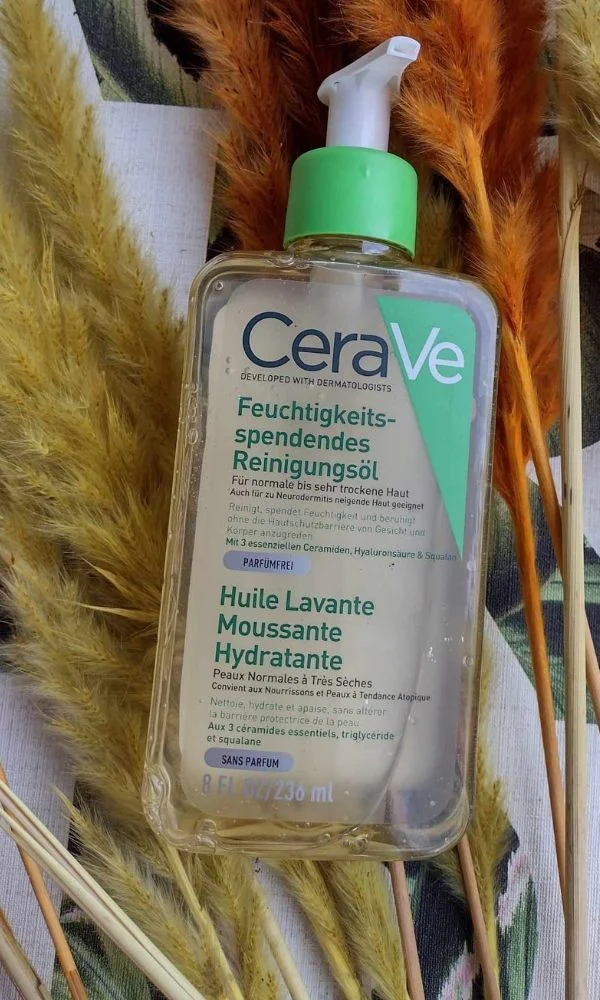 CeraVe
DEVELOPED WITH DERMATOLOGISTS
Feuchtigkeits-
spendendes
Reinigungsöl
Für normale bis sehr trockene Haut
Auch für zu Neurodermitis neigende Haut geeignet
Reinigt, spendet Feuchtigkeit und beruhigt
ohne die Hautschutzbarriere von Gesicht und
Körper anzugreifen
Mit 3 essenziellen Ceramiden, Hyaluronsäure & Squalan
PARFÜMFREI
Huile Lavante
Moussante
Hydratante
Peaux Normales à Très Sèches
Convient aux Nourrissons et Peaux à Tendance Atopique
Nettoie, hydrate et apaise, sans altérer
la barrière protectrice de la peau
Aux 3 céramides essentiels, triglycéride
et squalane
SANS PARFUM
8 FL OZ/236 ml